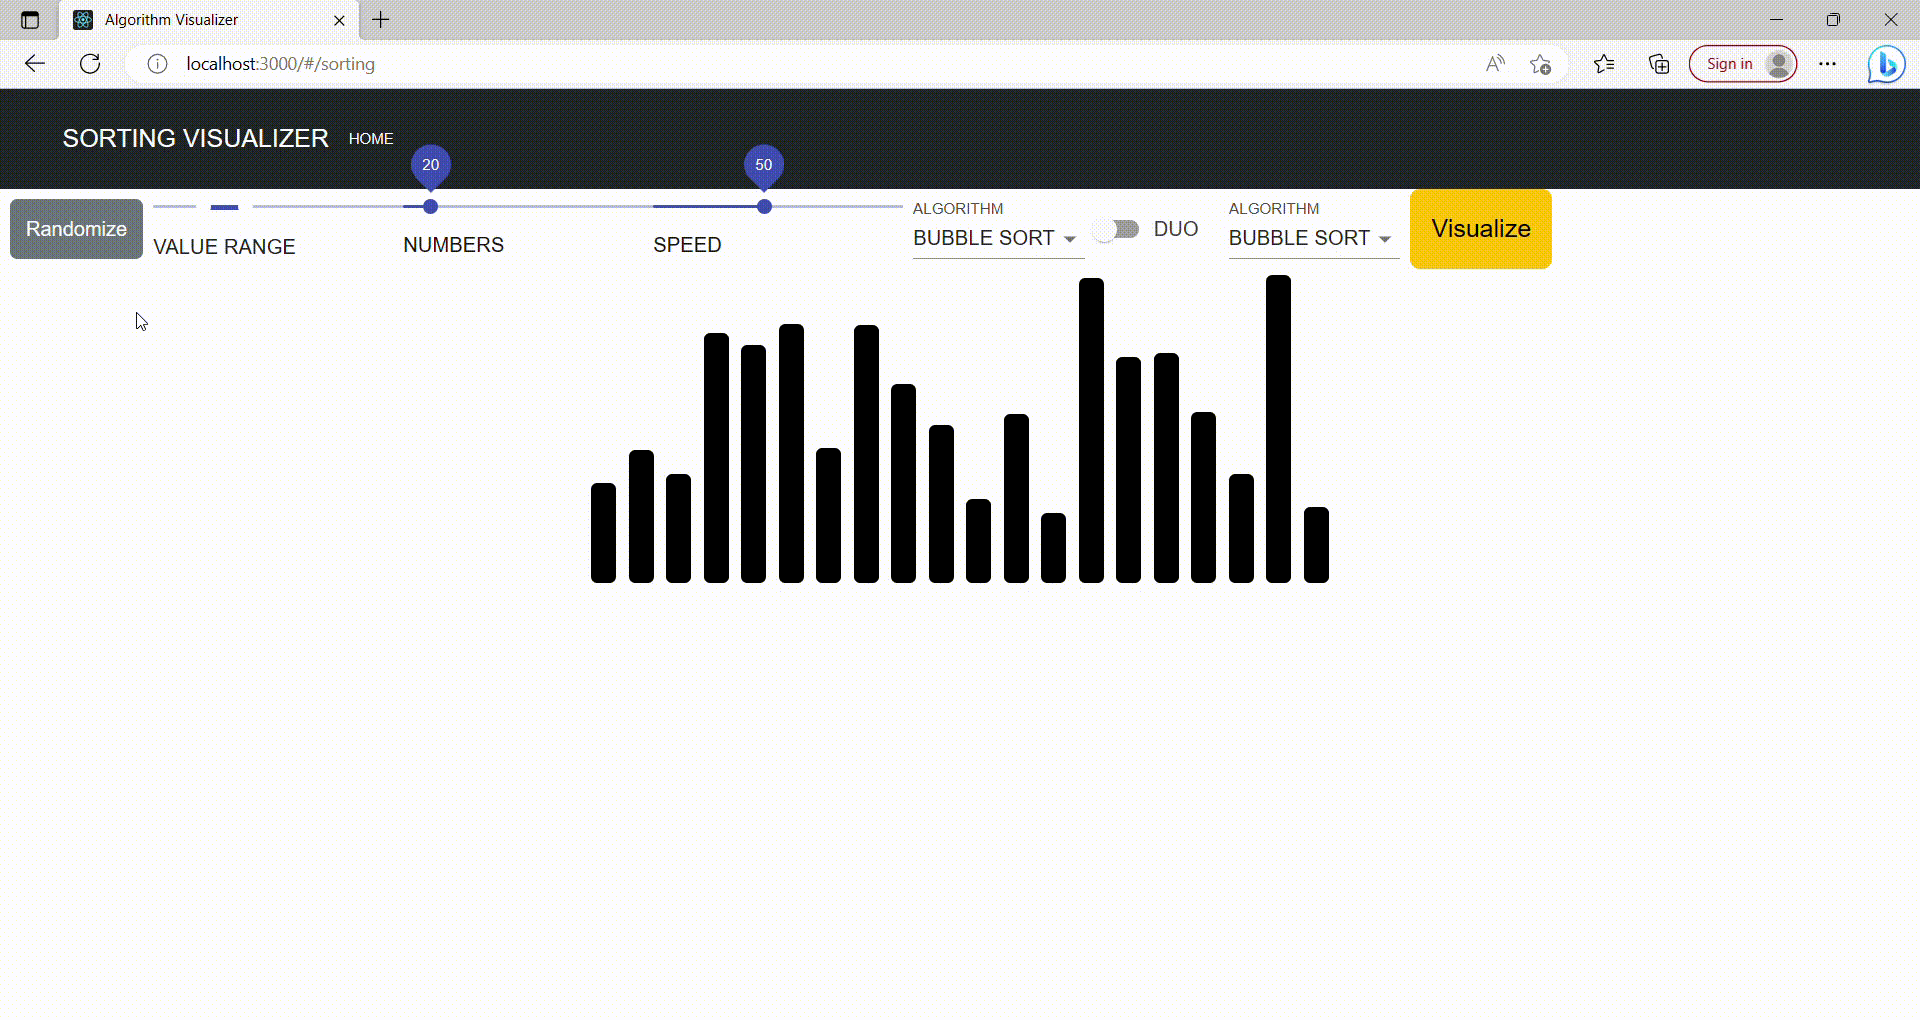 Algorithm Visualizer
localhost:3000/#/sorting
Sign in
SORTING VISUALIZER
HOME
20
50
Randomize
VALUE RANGE
NUMBERS
SPEED
ALGORITHM
BUBBLE SORT
DUO
ALGORITHM
BUBBLE SORT
Visualize